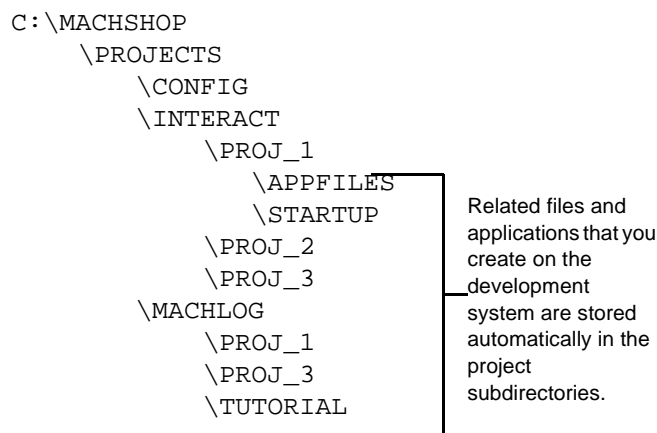 C:\MACHSHOP
\PROJECTS
\CONFIG
\INTERACT
\PROJ_1
\APPFILES
\STARTUP
\PROJ_2
\PROJ_3
\MACHLOG
\PROJ_1
\PROJ_3
\TUTORIAL
Related files and
applications that you
create on the
development
system are stored
automatically in the
project
subdirectories.